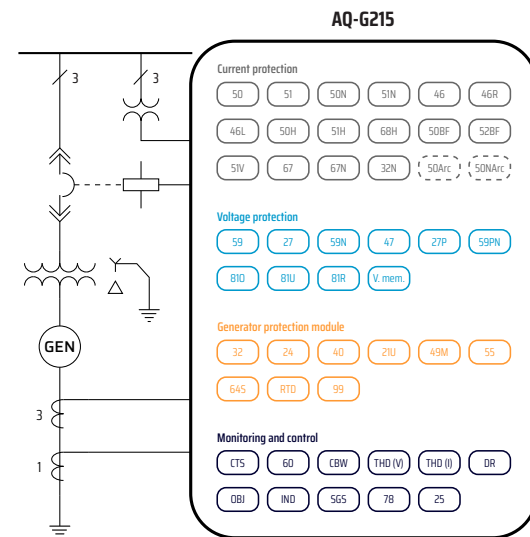 AQ-G215
3
3
Current protection
50 51 50N 51N 46 46R
46L 50H 51H 68H 50BF 52BF
51V 67 67N 32N 50Arc 50NArc
Voltage protection
59 27 59N 47 27P 59PN
81O 81U 81R V. mem.
GEN
Generator protection module
32 24 40 21U 49M 55
64S RTD 99
3
Monitoring and control
1
CTS 60 CBW THD (V) THD (I) DR
OBJ IND SGS 78 25